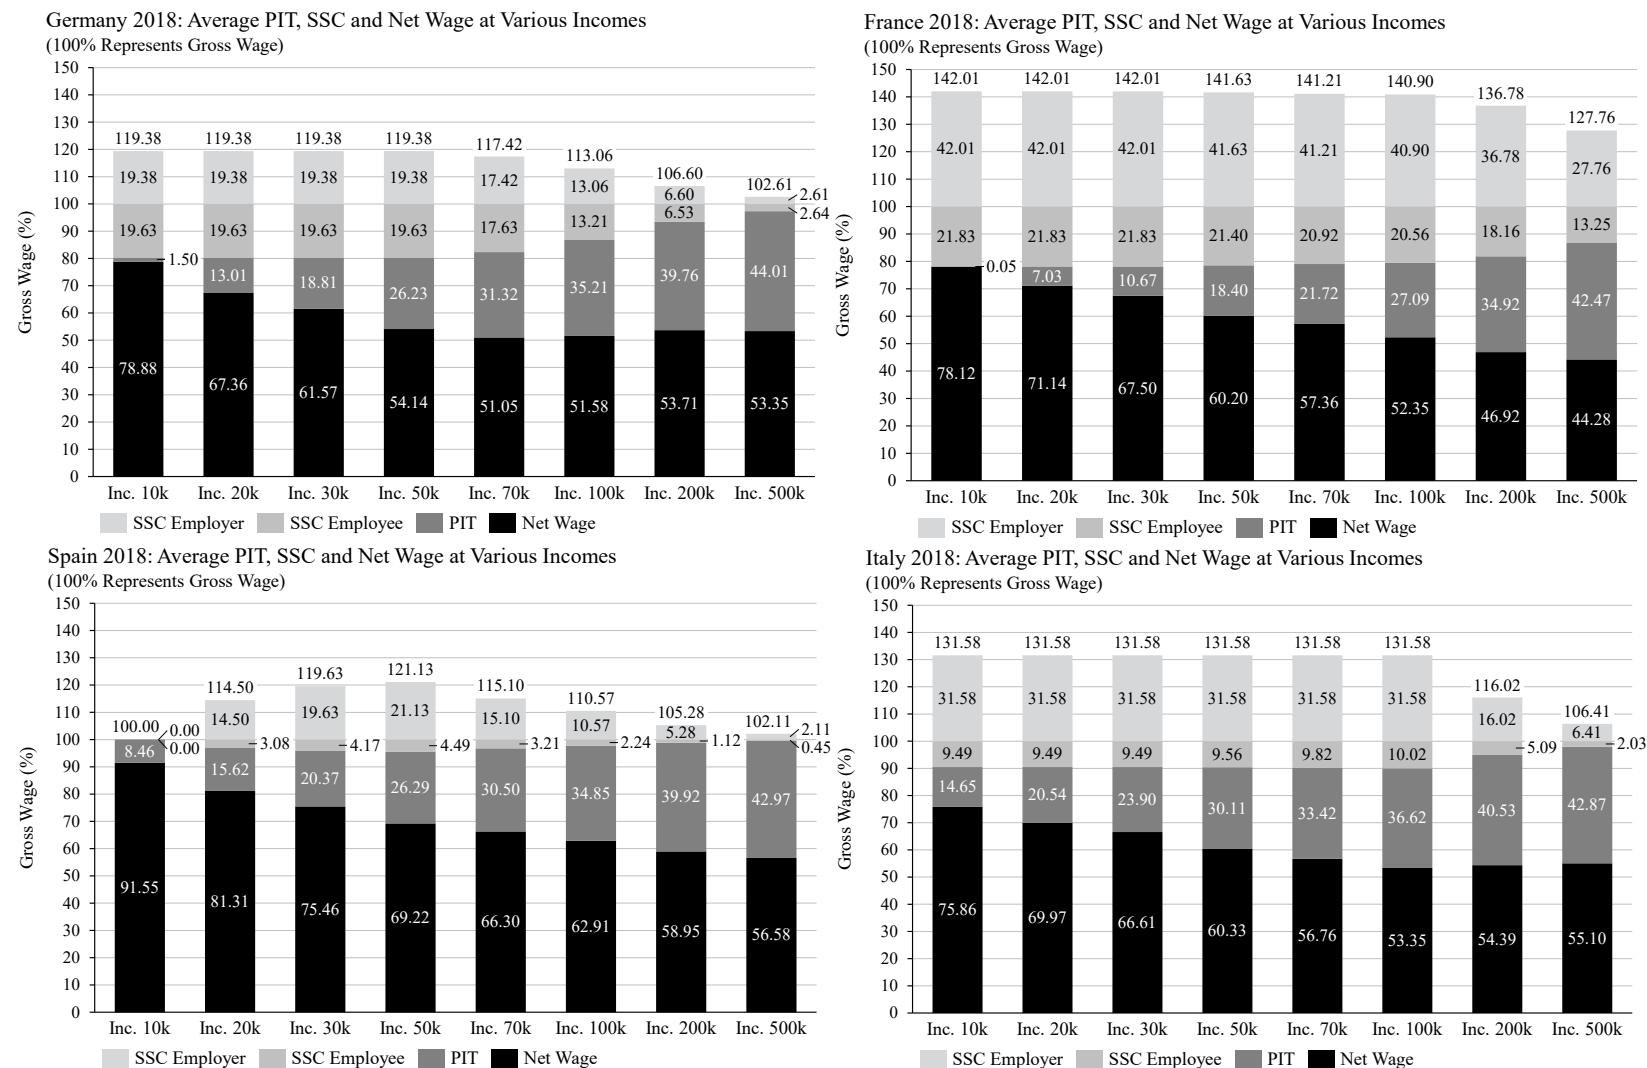 Germany 2018: Average PIT, SSC and Net Wage at Various Incomes
(100% Represents Gross Wage)
Gross Wage (%)
150
140
130
120
110
100
90
80
70
60
50
40
30
20
10
0
119.38 119.38 119.38 119.38 117.42 113.06 106.60 102.61
19.38 19.38 19.38 19.38 17.42 13.06 6.60 2.61
19.63 19.63 19.63 19.63 17.63 13.21 6.53 2.64
1.50 13.01 18.81 26.23 31.32 35.21 39.76 44.01
78.88 67.36 61.57 54.14 51.05 51.58 53.71 53.35
Inc. 10k Inc. 20k Inc. 30k Inc. 50k Inc. 70k Inc. 100k Inc. 200k Inc. 500k
SSC Employer SSC Employee PIT Net Wage
France 2018: Average PIT, SSC and Net Wage at Various Incomes
(100% Represents Gross Wage)
Gross Wage (%)
150
140
130
120
110
100
90
80
70
60
50
40
30
20
10
0
142.01 142.01 142.01 141.63 141.21 140.90 136.78 127.76
42.01 42.01 42.01 41.63 41.21 40.90 36.78 27.76
21.83 21.83 21.83 21.40 20.92 20.56 18.16 13.25
0.05 7.03 10.67 18.40 21.72 27.09 34.92 42.47
78.12 71.14 67.50 60.20 57.36 52.35 46.92 44.28
Inc. 10k Inc. 20k Inc. 30k Inc. 50k Inc. 70k Inc. 100k Inc. 200k Inc. 500k
SSC Employer SSC Employee PIT Net Wage
Spain 2018: Average PIT, SSC and Net Wage at Various Incomes
(100% Represents Gross Wage)
Gross Wage (%)
150
140
130
120
110
100
90
80
70
60
50
40
30
20
10
0
100.00 114.50 119.63 121.13 115.10 110.57 105.28 102.11
0.00 14.50 19.63 21.13 15.10 10.57 5.28 2.11
0.00 3.08 4.17 4.49 3.21 2.24 1.12 0.45
8.46 15.62 20.37 26.29 30.50 34.85 39.92 42.97
91.55 81.31 75.46 69.22 66.30 62.91 58.95 56.58
Inc. 10k Inc. 20k Inc. 30k Inc. 50k Inc. 70k Inc. 100k Inc. 200k Inc. 500k
SSC Employer SSC Employee PIT Net Wage
Italy 2018: Average PIT, SSC and Net Wage at Various Incomes
(100% Represents Gross Wage)
Gross Wage (%)
150
140
130
120
110
100
90
80
70
60
50
40
30
20
10
0
131.58 131.58 131.58 131.58 131.58 131.58 116.02 106.41
31.58 31.58 31.58 31.58 31.58 31.58 16.02 6.41
9.49 9.49 9.49 9.56 9.82 10.02 5.09 2.03
14.65 20.54 23.90 30.11 33.42 36.62 40.53 42.87
75.86 69.97 66.61 60.33 56.76 53.35 54.39 55.10
Inc. 10k Inc. 20k Inc. 30k Inc. 50k Inc. 70k Inc. 100k Inc. 200k Inc. 500k
SSC Employer SSC Employee PIT Net Wage